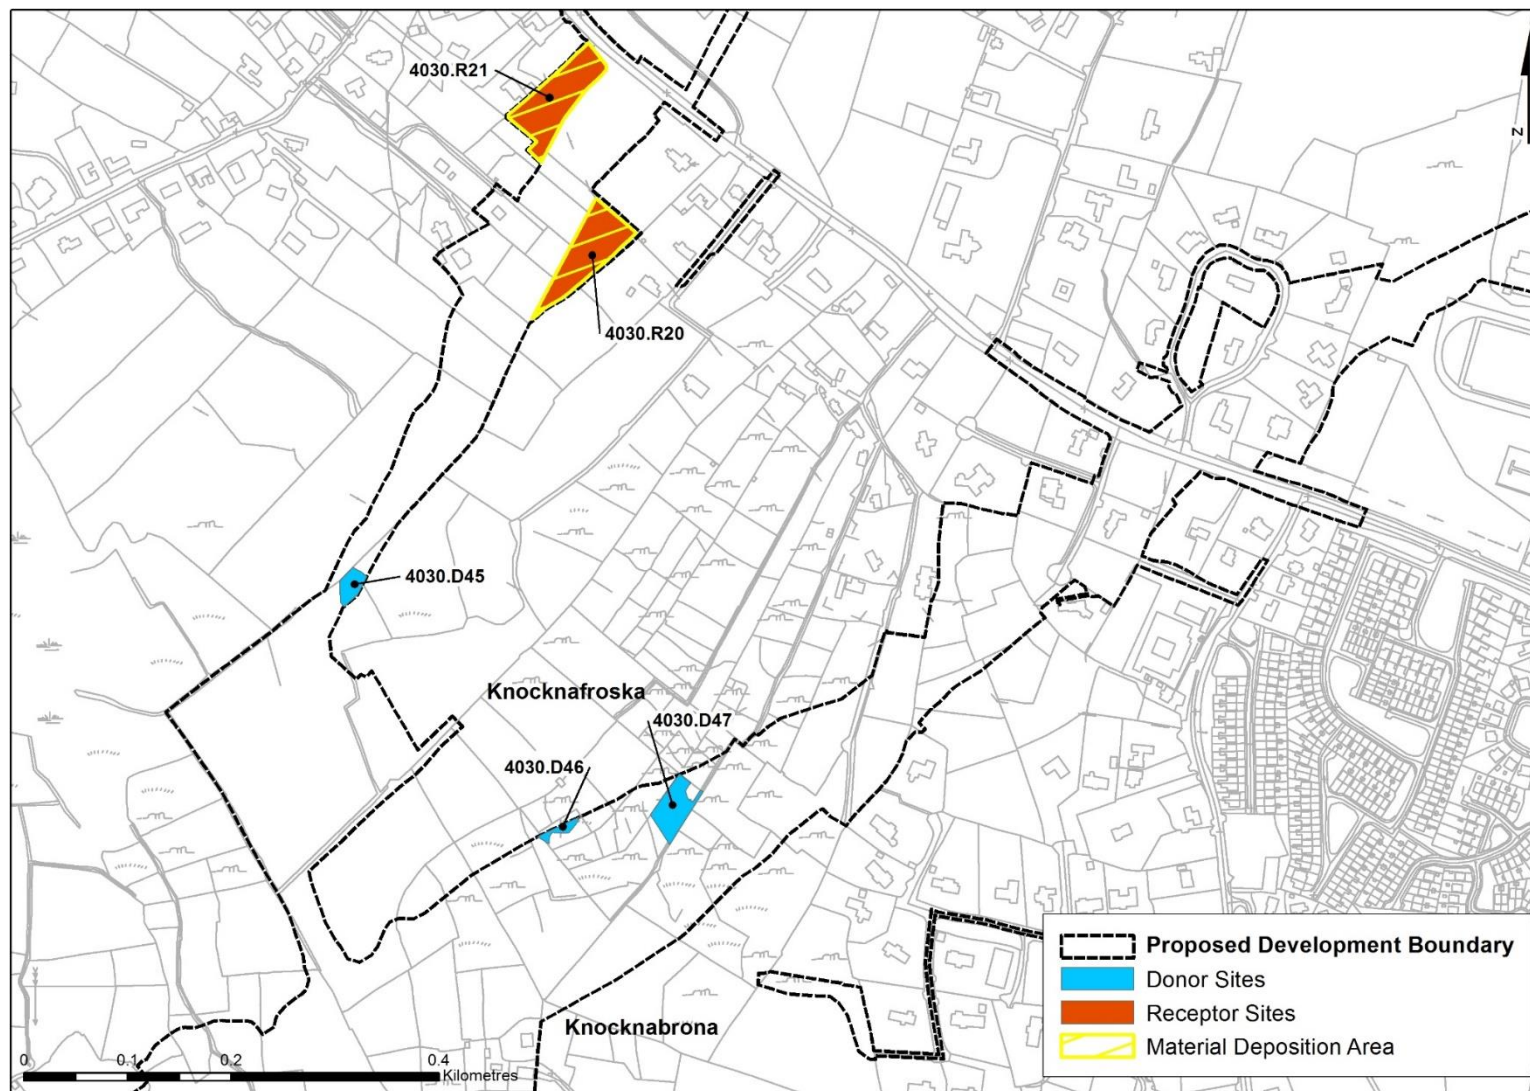 4030.R21
N
4030.R20
4030.D45
Knocknafroska
4030.D47
4030.D46
Knocknabrona
0 0.1 0.2 0.4
Kilometres
Proposed Development Boundary
Donor Sites
Receptor Sites
Material Deposition Area